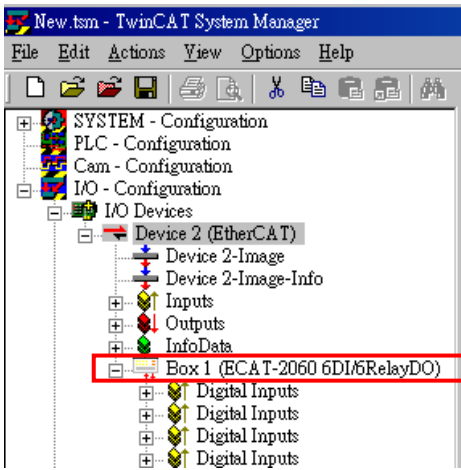 New.tsm - TwinCAT System Manager
File Edit Actions View Options Help
SYSTEM - Configuration
PLC - Configuration
Cam - Configuration
I/O - Configuration
I/O Devices
Device 2 (EtherCAT)
Device 2-Image
Device 2-Image-Info
Inputs
Outputs
InfoData
Box 1 (ECAT-2060 6DI/6RelayDO)
Digital Inputs
Digital Inputs
Digital Inputs
Digital Inputs